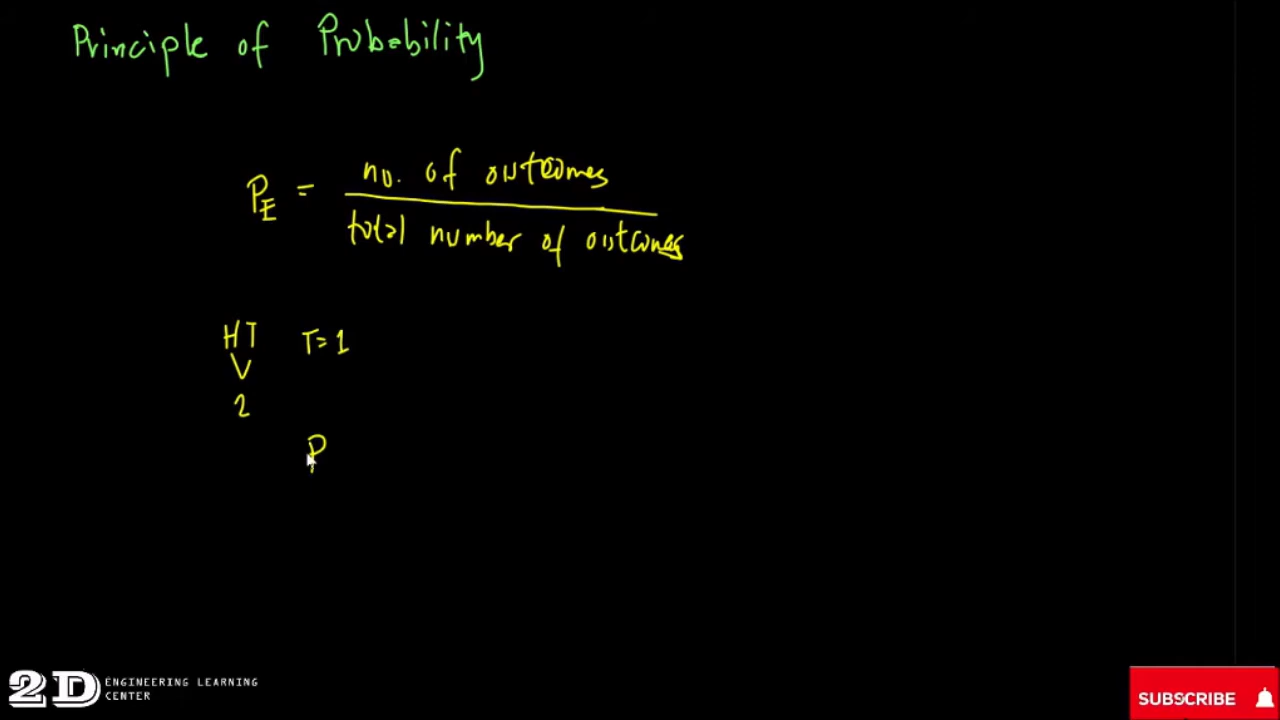 Principle of Probability
P_E = no. of outcomes
total number of outcomes
HT T=1
V
2
P
2D ENGINEERING LEARNING
CENTER
SUBSCRIBE